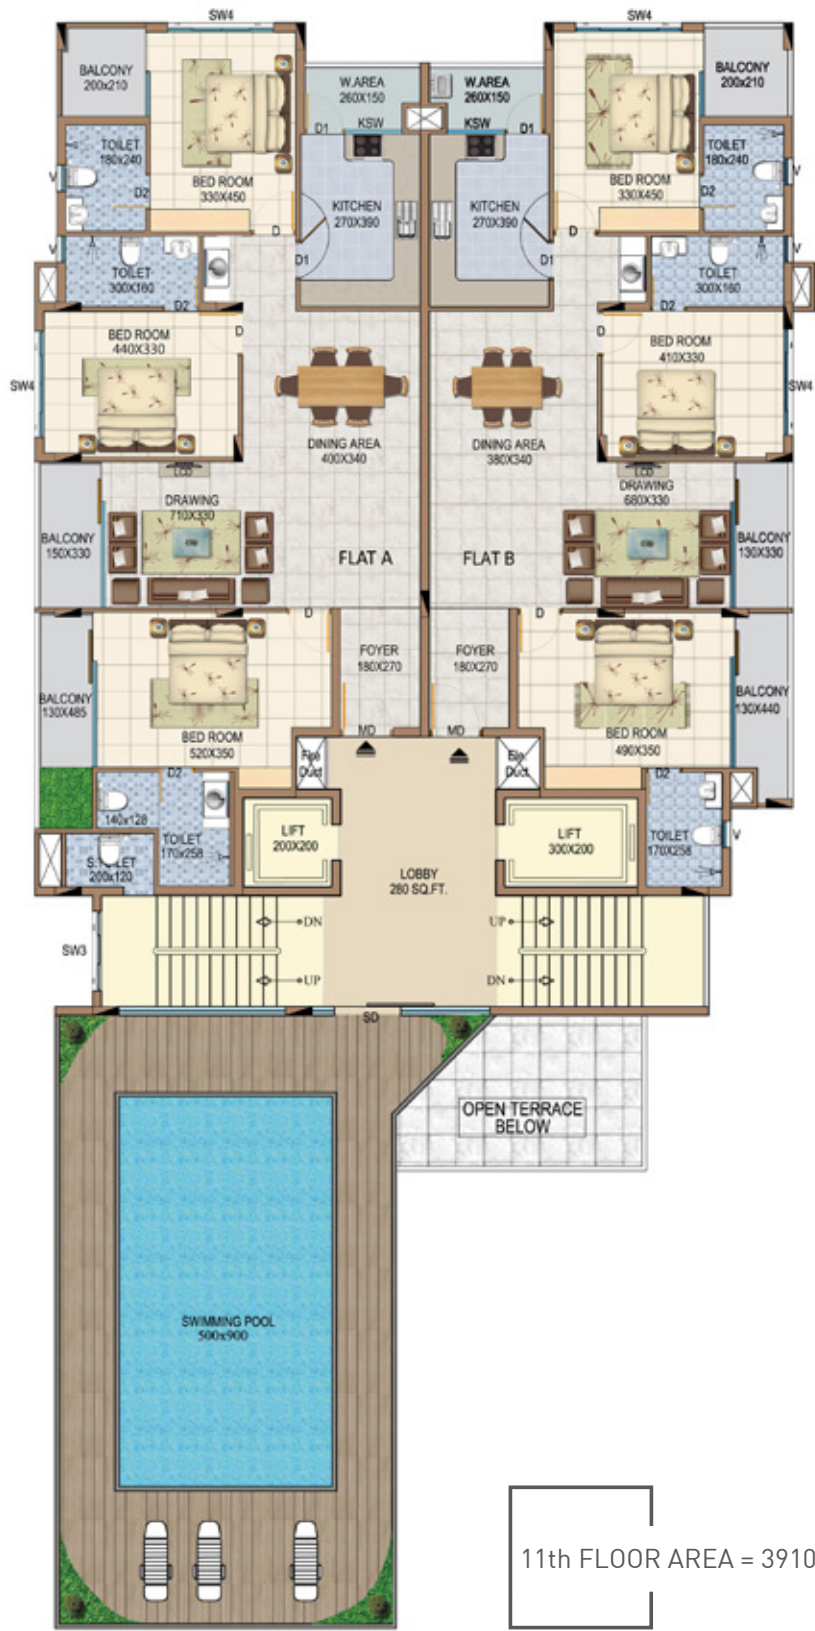 SW4
SW4
BALCONY
200x210
W.AREA
260X150
W.AREA
260X150
BALCONY
200x210
D1
KSW
KSW
D1
TOILET
180x240
TOILET
180x240
V
V
BED ROOM
330X450
D2
BED ROOM
330X450
D2
KITCHEN
270X390
KITCHEN
270X390
D
D
V
V
D1
D1
TOILET
300X160
TOILET
300X160
D2
D2
BED ROOM
440X330
D
D
BED ROOM
410X330
SW4
SW4
DINING AREA
400X340
DINING AREA
380X340
LCD
LCD
DRAWING
710X330
DRAWING
680X330
BALCONY
150X330
BALCONY
130X330
FLAT A
FLAT B
D
D
FOYER
180X270
FOYER
180X270
BALCONY
130X485
BALCONY
130X440
BED ROOM
520X350
BED ROOM
490X350
MD
MD
Fire
Duct
Fire
Duct
D2
D2
140x128
TOILET
170x258
LIFT
200X200
LIFT
300X200
TOILET
170X258
V
S.TOILET
200x120
LOBBY
280 SQ.FT.
DN
UP
UP
DN
SW3
SD
OPEN TERRACE
BELOW
SWIMMING POOL
500x900
11th FLOOR AREA = 3910